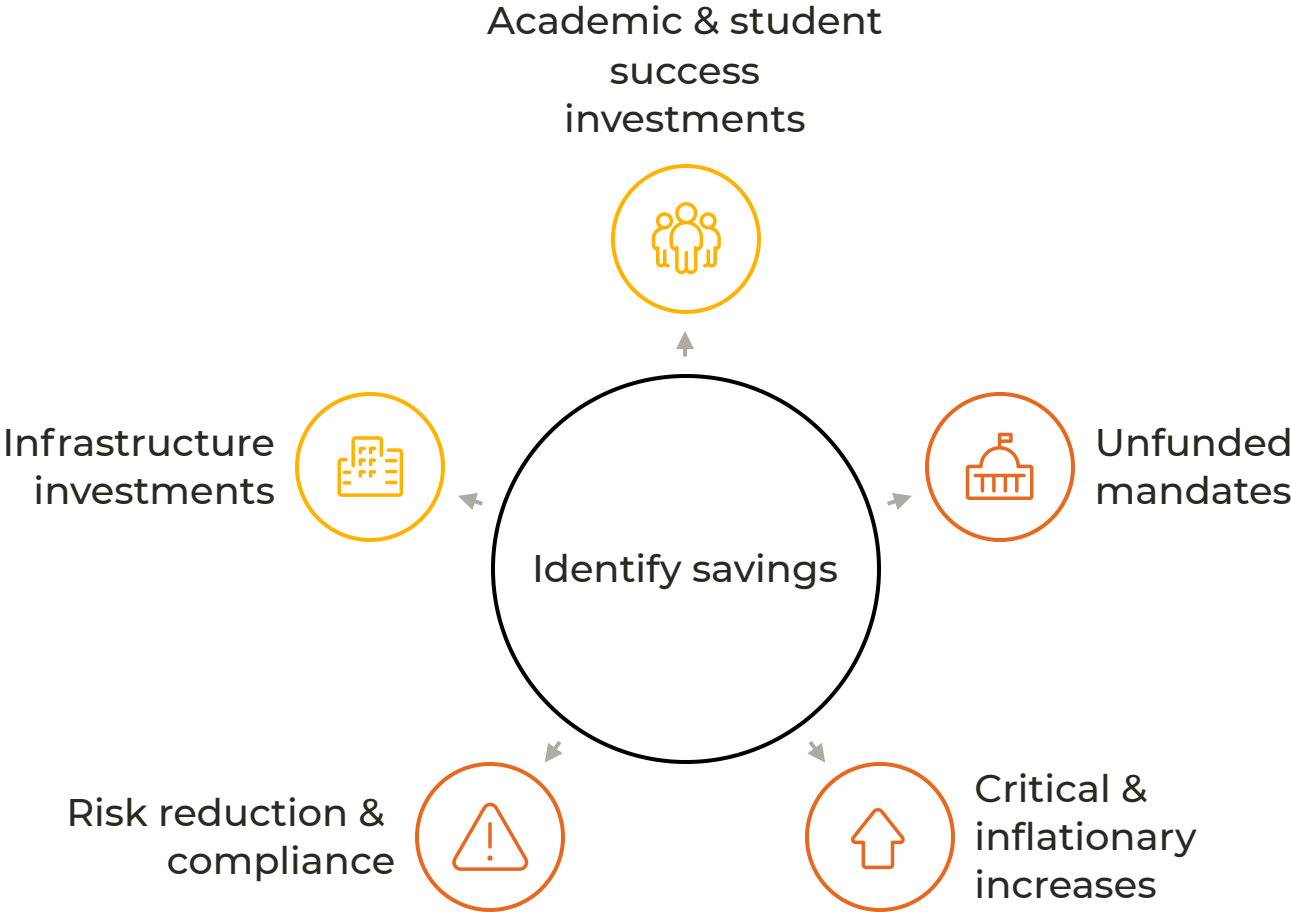 Academic & student
success
investments
Infrastructure
investments
Unfunded
mandates
Identify savings
Risk reduction &
compliance
Critical &
inflationary
increases